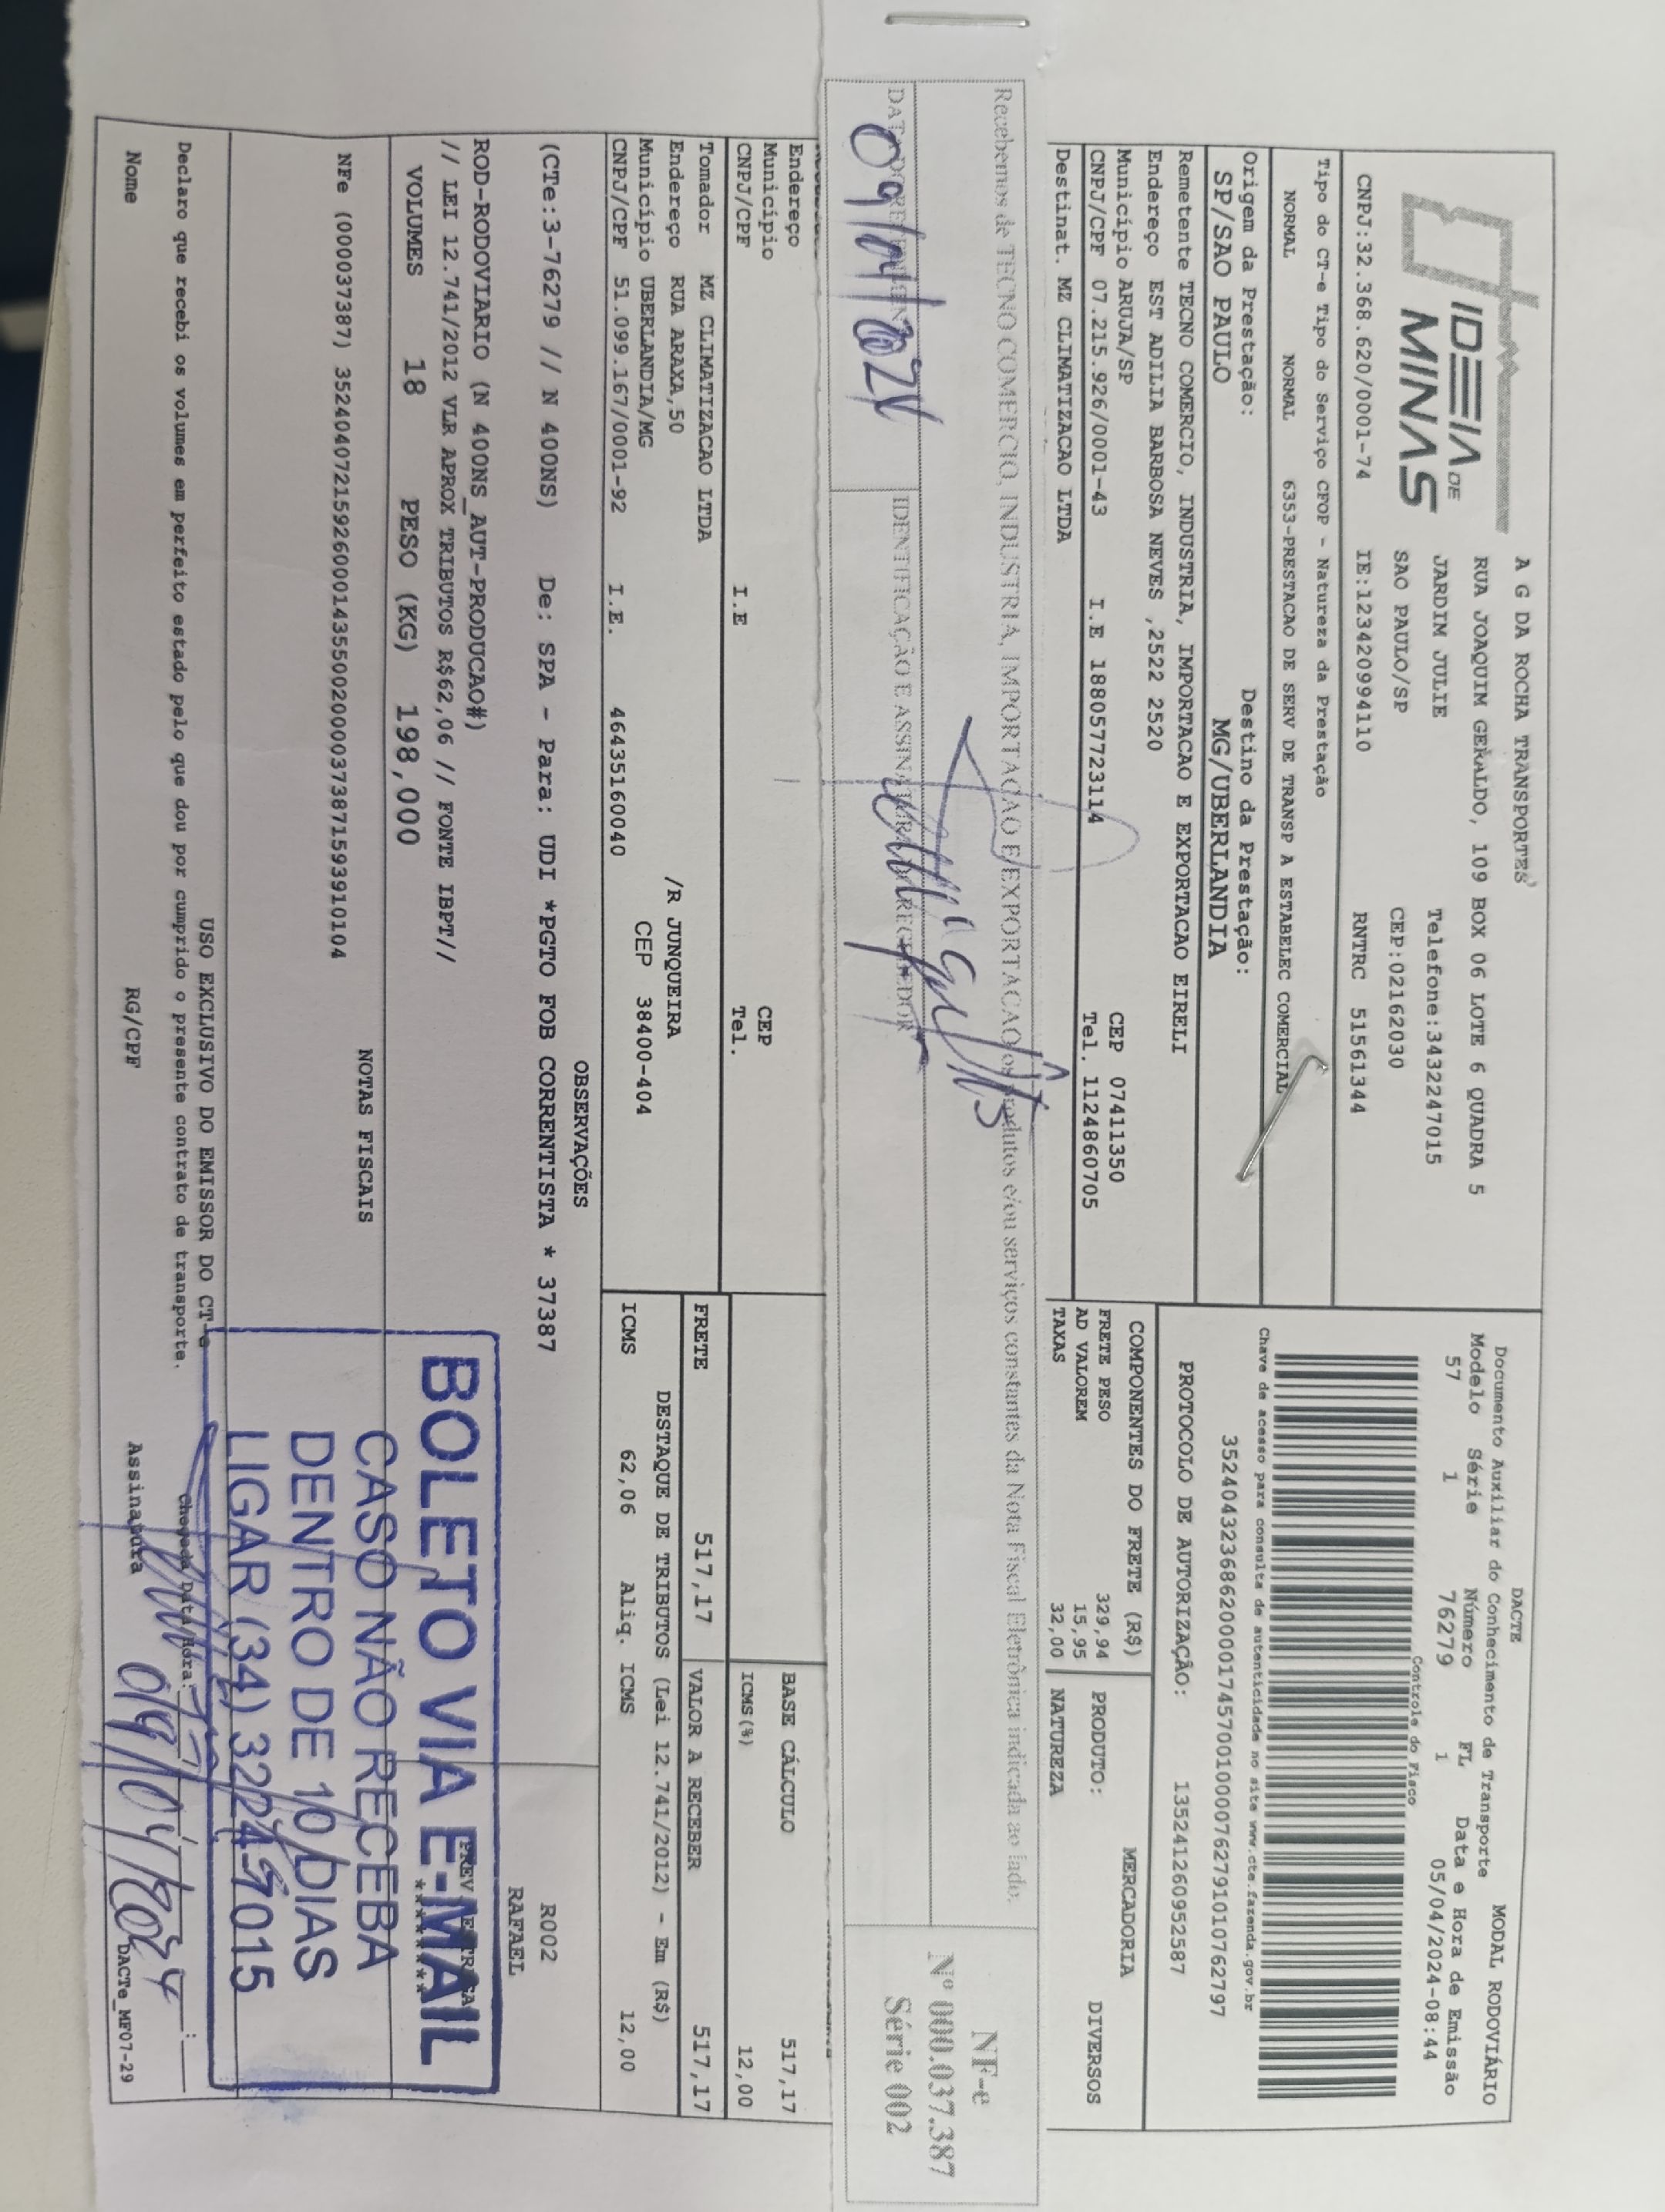 IDEIA DE
MINAS
A G DA ROCHA TRANSPORTES
RUA JOAQUIM GERALDO, 109 BOX 06 LOTE 6 QUADRA 5
JARDIM JULIE Telefone:3432247015
SAO PAULO/SP CEP:02162030
CNPJ:32.368.620/0001-74 IE:123420994110 RNTRC 51561344
DACTE MODAL RODOVIÁRIO
Documento Auxiliar do Conhecimento de Transporte
Modelo Série Número FL Data e Hora de Emissão
57 1 76279 1 05/04/2024-08:44
Controle do Fisco
Tipo do CT-e Tipo do Serviço CFOP - Natureza da Prestação
NORMAL NORMAL 6353-PRESTACAO DE SERV DE TRANSP A ESTABELEC COMERCIAL
Chave de acesso para consulta de autenticidade no site www.cte.fazenda.gov.br
35240432368620000174570010000762791010762797
Origem da Prestação: Destino da Prestação:
SP/SAO PAULO MG/UBERLANDIA
PROTOCOLO DE AUTORIZAÇÃO: 135241260952587
Remetente TECNO COMERCIO, INDUSTRIA, IMPORTACAO E EXPORTACAO EIRELI
Endereço EST ADILIA BARBOSA NEVES ,2522 2520
Município ARUJA/SP CEP 07411350
CNPJ/CPF 07.215.926/0001-43 I.E 188057723114 Tel. 1124860705
Destinat. MZ CLIMATIZACAO LTDA
COMPONENTES DO FRETE (R$) MERCADORIA
FRETE PESO 329,94 PRODUTO: DIVERSOS
AD VALOREM 15,95
TAXAS 32,00 NATUREZA
Recebemos de TECNO COMERCIO, INDUSTRIA, IMPORTACAO E EXPORTACAO os produtos e/ou serviços constantes da Nota Fiscal Eletrônica indicada ao lado.
IDENTIFICAÇÃO E ASSINATURA DO RECEBEDOR
NF-e
Nº 000.037.387
Série 002
Endereço
Município CEP
CNPJ/CPF I.E Tel.
BASE CÁLCULO 517,17
ICMS(%) 12,00
Tomador MZ CLIMATIZACAO LTDA
Endereço RUA ARAXA,50 /R JUNQUEIRA
Município UBERLANDIA/MG CEP 38400-404
CNPJ/CPF 51.099.167/0001-92 I.E. 46435160040
FRETE 517,17 VALOR A RECEBER 517,17
DESTAQUE DE TRIBUTOS (Lei 12.741/2012) - Em (R$)
ICMS 62,06 Aliq. ICMS 12,00
OBSERVAÇÕES
(CTe:3-76279 // N 400NS) De: SPA - Para: UDI *PGTO FOB CORRENTISTA * 37387
R002
RAFAEL
ROD-RODOVIARIO (N 400NS_AUT-PRODUCAO#)
// LEI 12.741/2012 VLR APROX TRIBUTOS R$62,06 // FONTE IBPT//
VOLUMES 18 PESO (KG) 198,000
PREV ENTREGA
********
NOTAS FISCAIS
NFe (000037387) 35240407215926000143550020000373871593910104
BOLETO VIA E-MAIL
CASO NÃO RECEBA
DENTRO DE 10 DIAS
LIGAR (34) 3224-7015
USO EXCLUSIVO DO EMISSOR DO CT-e
Declaro que recebi os volumes em perfeito estado pelo que dou por cumprido o presente contrato de transporte.
Chegada Data/Hora:
Nome RG/CPF Assinatura
DACTe_MF07-29